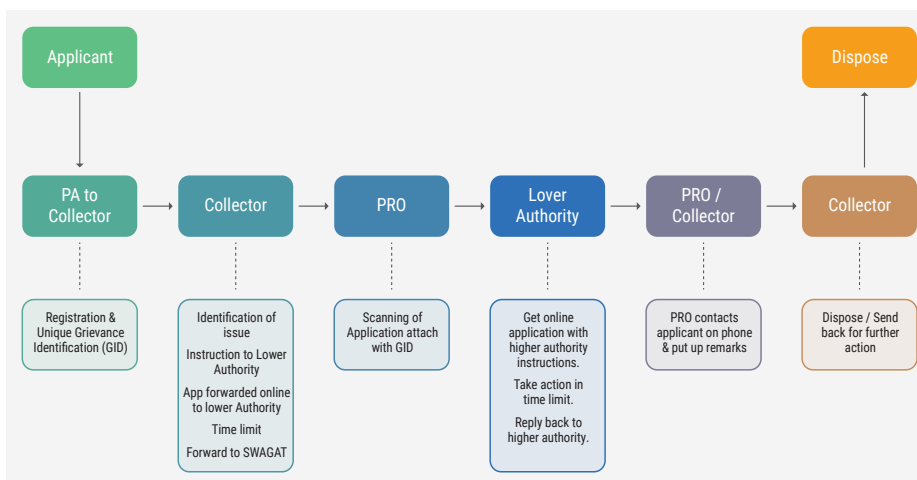 Applicant
Dispose
PA to
Collector
Collector
PRO
Lover
Authority
PRO /
Collector
Collector
Registration &
Unique Grievance
Identification (GID)
Identification of
issue
Instruction to Lower
Authority
App forwarded online
to lower Authority
Time limit
Forward to SWAGAT
Scanning of
Application attach
with GID
Get online
application with
higher authority
instructions.
Take action in
time limit.
Reply back to
higher authority.
PRO contacts
applicant on phone
& put up remarks
Dispose / Send
back for further
action